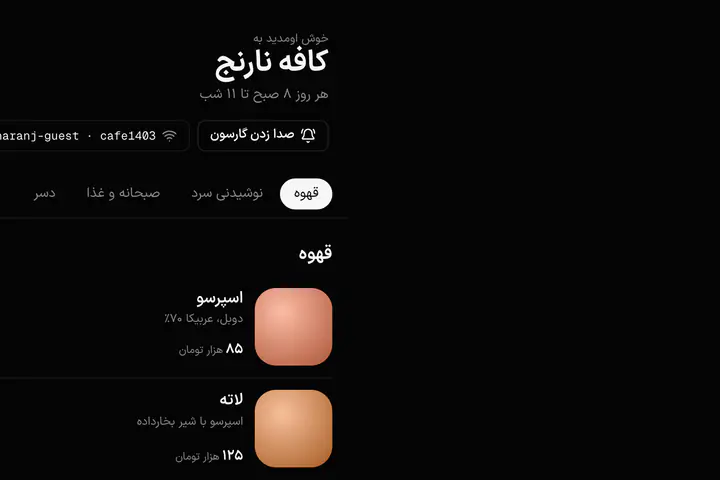 خوش اومدید به
کافه نارنج
هر روز ۸ صبح تا ۱۱ شب
صدا زدن گارسون
naranj-guest · cafe1403
قهوه
نوشیدنی سرد
صبحانه و غذا
دسر
قهوه
اسپرسو
دوبل، عربیکا ۷۰٪
۸۵ هزار تومان
لاته
اسپرسو با شیر بخارداده
۱۲۵ هزار تومان